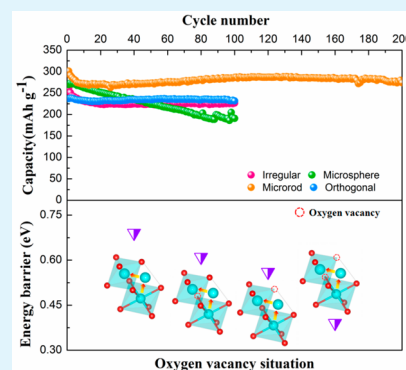 Cycle number
0 20 40 60 80 100 120 140 160 180 200
350
300
250
200
150
100
50
0
Capacity(mAh g⁻¹)
Irregular Microsphere
Microrod Orthogonal
Oxygen vacancy
0.75
0.60
0.45
0.30
Energy barrier (eV)
Oxygen vacancy situation